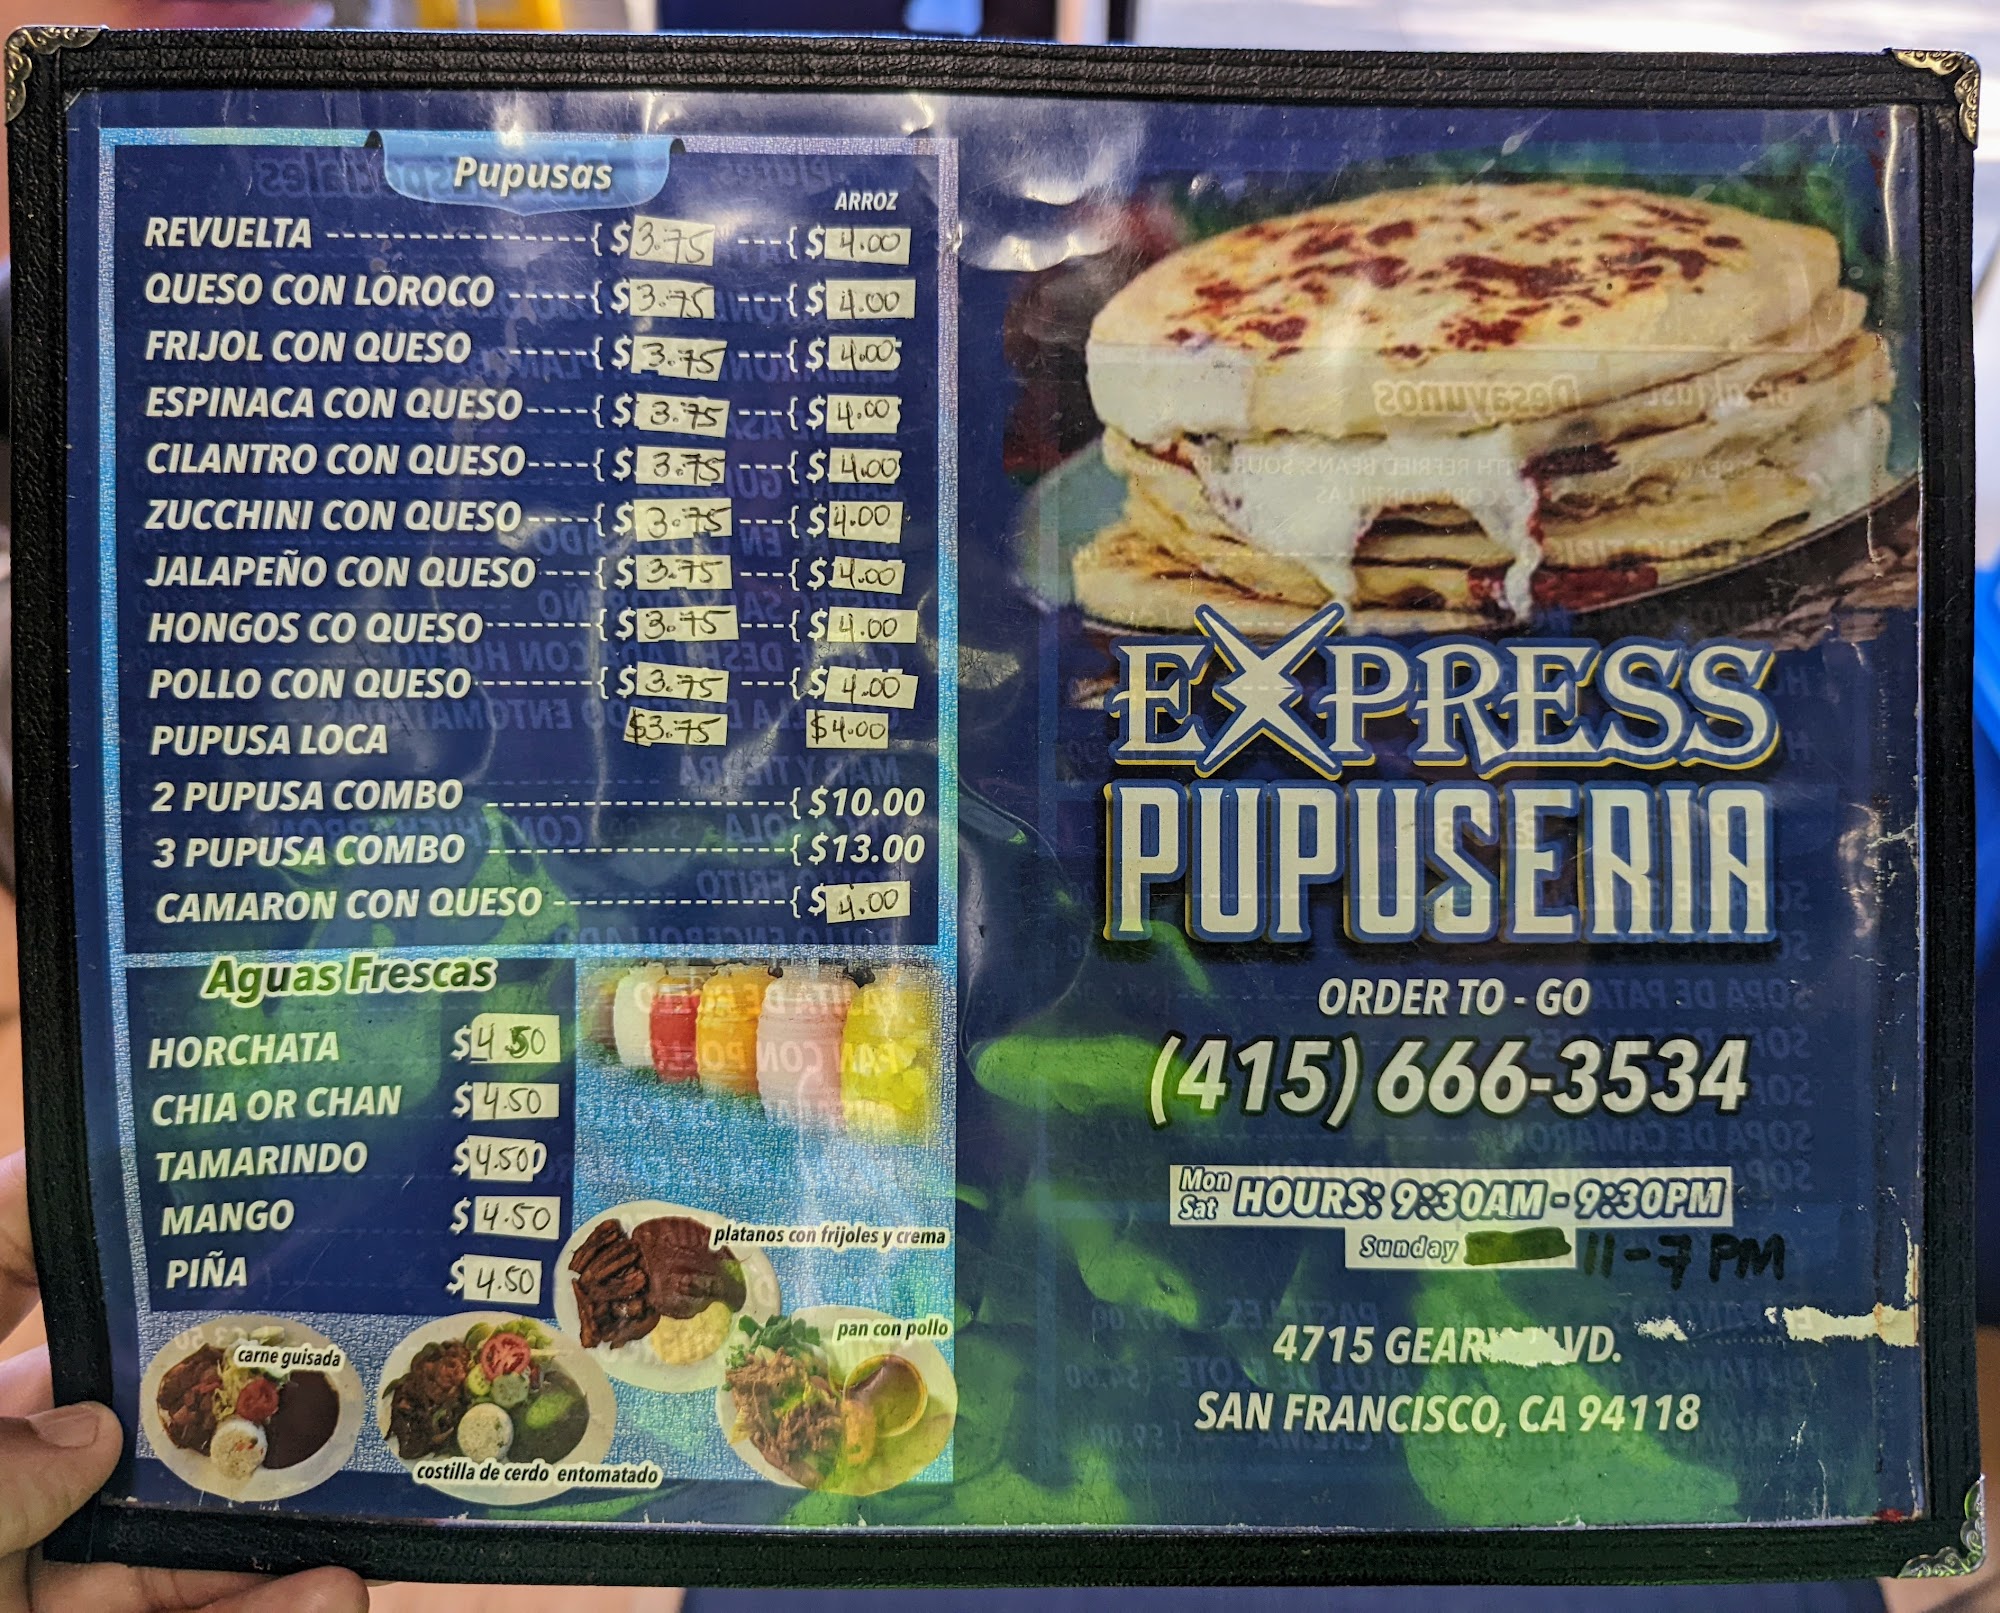 Pupusas
ARROZ
REVUELTA ---------------{ $3.75 ---{ $4.00
QUESO CON LOROCO -----{ $3.75 ---{ $4.00
FRIJOL CON QUESO -----{ $3.75 ---{ $4.00
ESPINACA CON QUESO----{ $3.75 ---{ $4.00
CILANTRO CON QUESO----{ $3.75 ---{ $4.00
ZUCCHINI CON QUESO----{ $3.75 ---{ $4.00
JALAPEÑO CON QUESO---{ $3.75 ---{ $4.00
HONGOS CO QUESO-------{ $3.75 ---{ $4.00
POLLO CON QUESO-------{ $3.75 ---{ $4.00
PUPUSA LOCA $3.75 $4.00
2 PUPUSA COMBO ------------------{ $10.00
3 PUPUSA COMBO ------------------{ $13.00
CAMARON CON QUESO --------------{ $4.00
Aguas Frescas
HORCHATA $4.50
CHIA OR CHAN $4.50
TAMARINDO $4.50
MANGO $4.50
PIÑA $4.50
platanos con frijoles y crema
pan con pollo
carne guisada
costilla de cerdo entomatado
EXPRESS
PUPUSERIA
ORDER TO - GO
(415) 666-3534
Mon
Sat HOURS: 9:30AM - 9:30PM
Sunday 11-7 PM
4715 GEARY VD.
SAN FRANCISCO, CA 94118